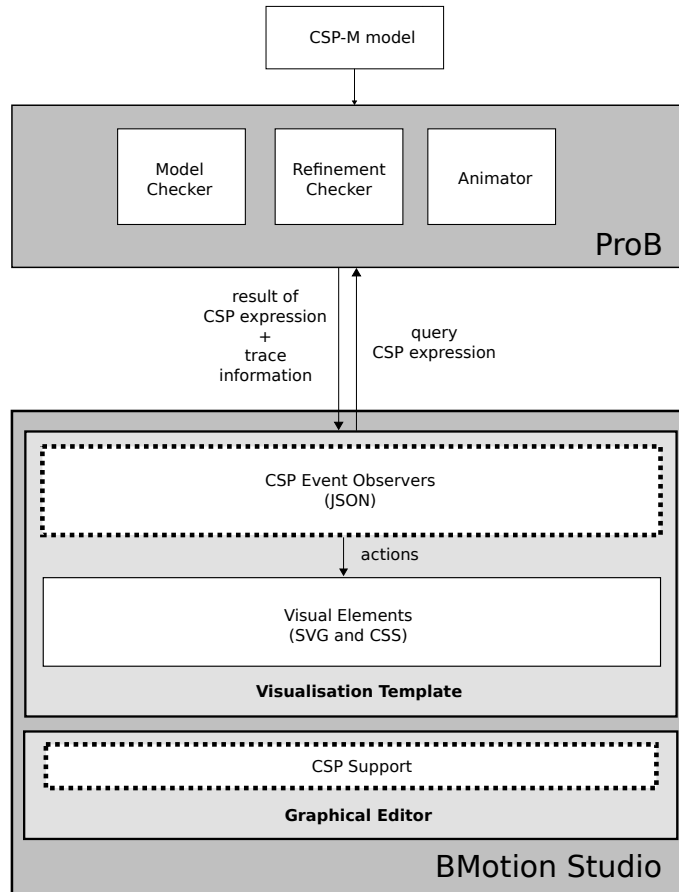 CSP-M model
Model
Checker
Refinement
Checker
Animator
ProB
result of
CSP expression
+
trace
information
query
CSP expression
CSP Event Observers
(JSON)
actions
Visual Elements
(SVG and CSS)
Visualisation Template
CSP Support
Graphical Editor
BMotion Studio